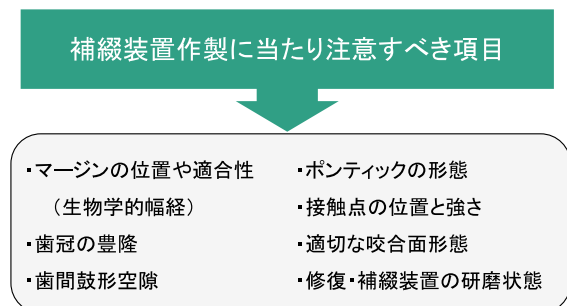 補綴装置作製に当たり注意すべき項目
・マージンの位置や適合性
（生物学的幅経）
・歯冠の豊隆
・歯間鼓形空隙
・ポンティックの形態
・接触点の位置と強さ
・適切な咬合面形態
・修復・補綴装置の研磨状態